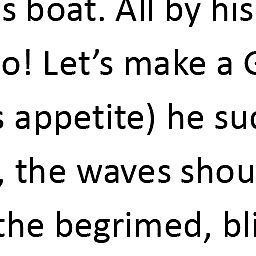 s boat. All by his
o! Let’s make a G
s appetite) he suc
, the waves shou
the begrimed, bli